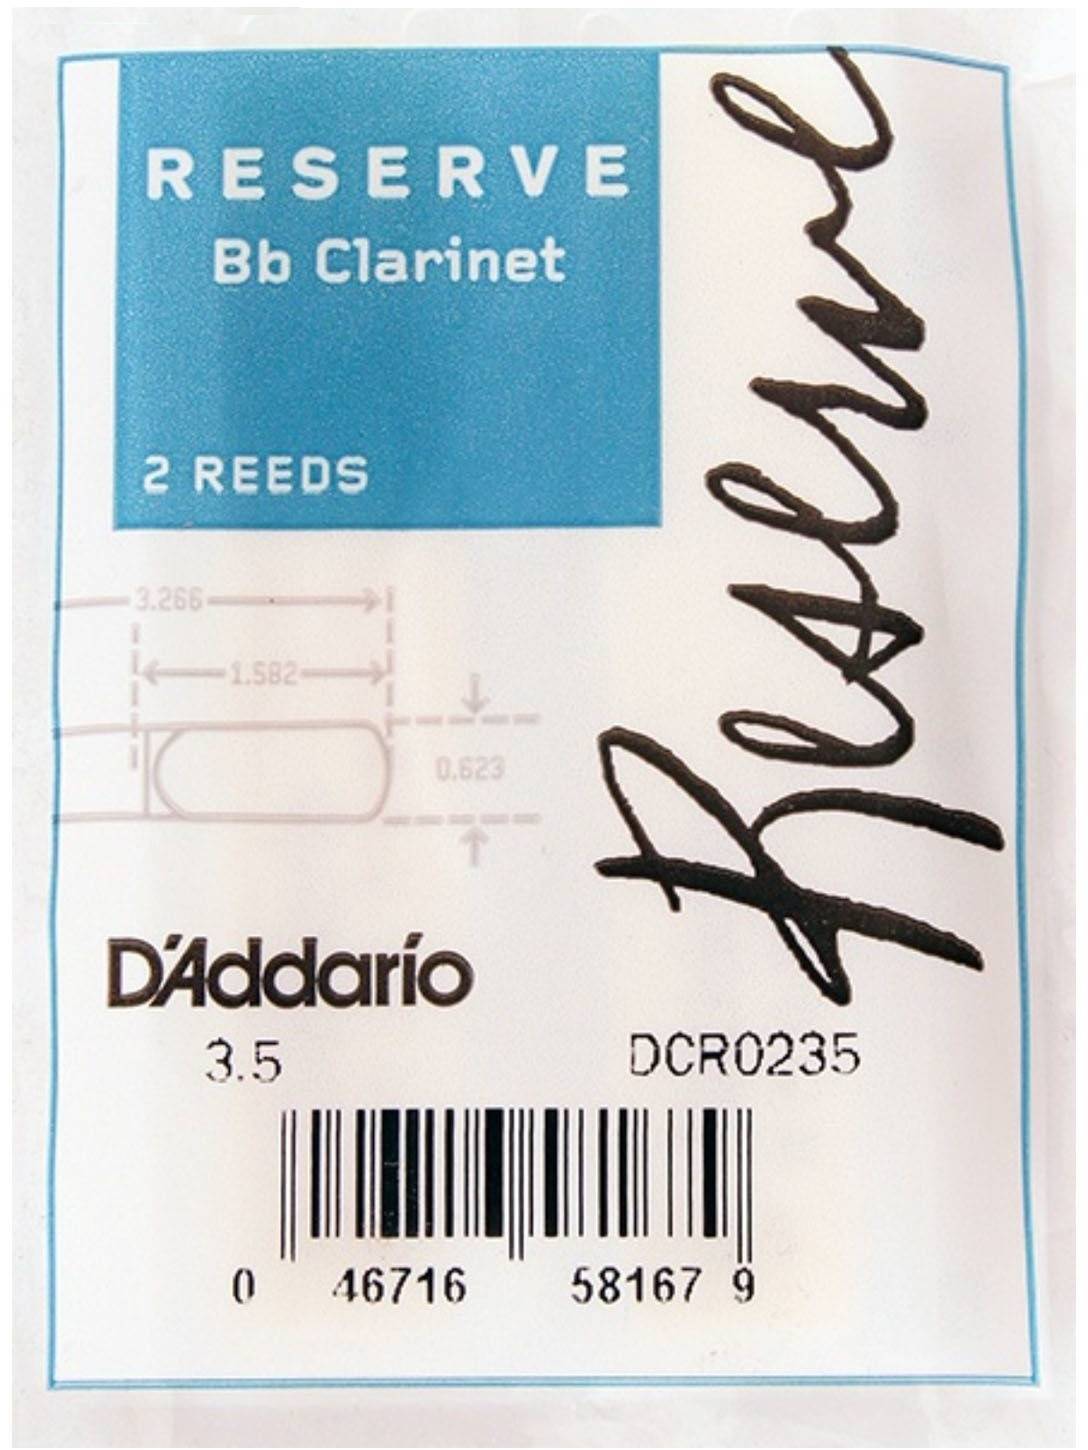 RESERVE
Bb Clarinet
2 REEDS
Reserve
3.266
1.582
0.623
D'Addario
3.5 DCR0235
0 46716 58167 9